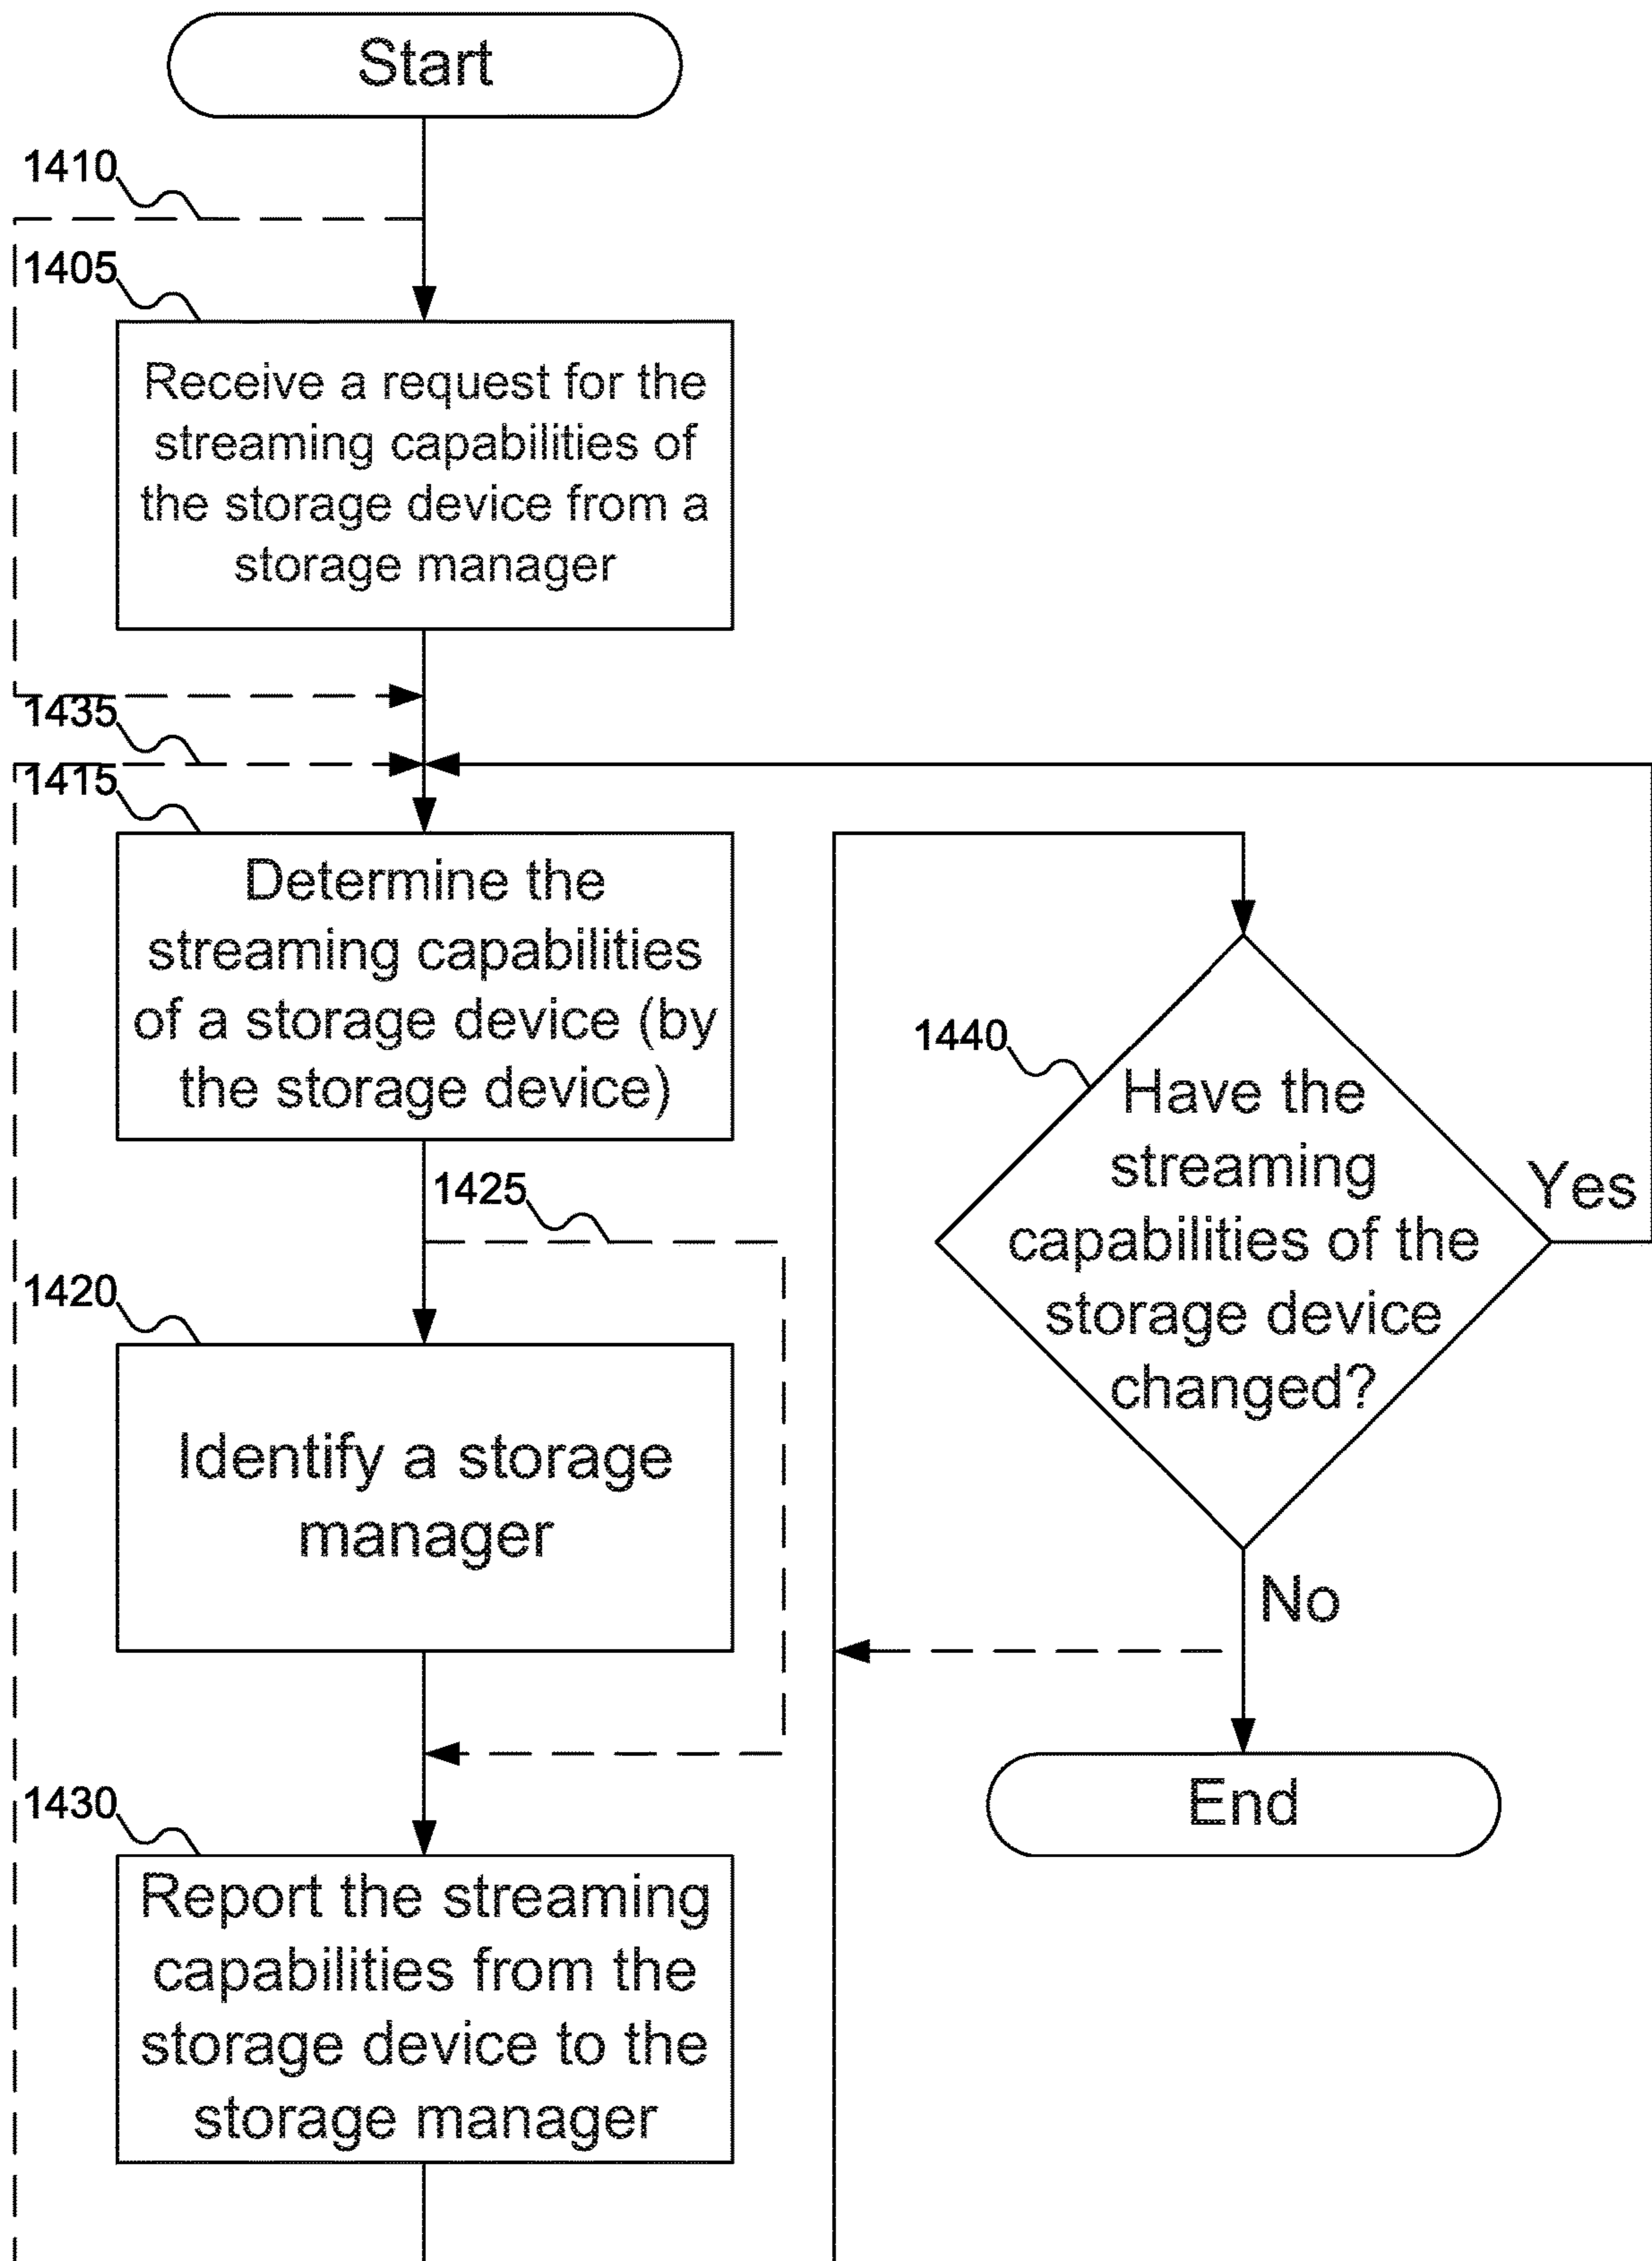 Start
1410
1405
Receive a request for the
streaming capabilities of
the storage device from a
storage manager
1435
1415
Determine the
streaming capabilities
of a storage device (by
the storage device)
1425
1420
Identify a storage
manager
1430
Report the streaming
capabilities from the
storage device to the
storage manager
1440
Have the
streaming
capabilities of the
storage device
changed?
Yes
No
End